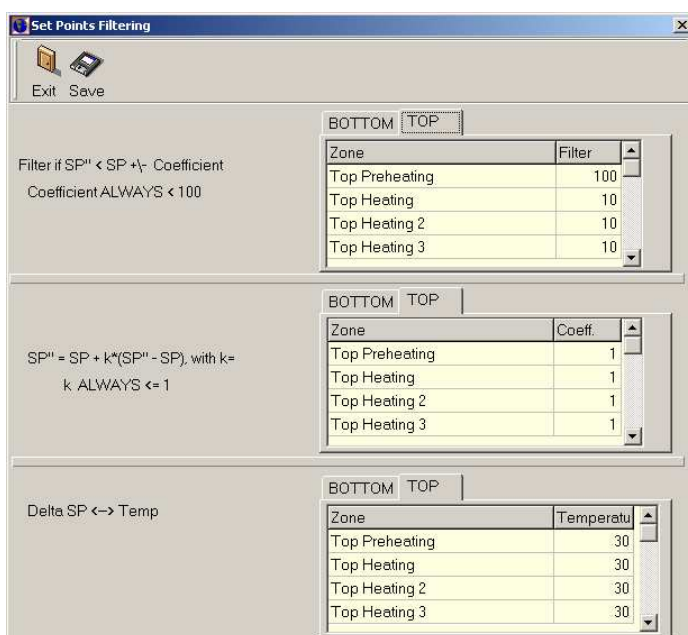 Set Points Filtering
Exit Save
Filter if SP" < SP +\- Coefficient
Coefficient ALWAYS < 100
BOTTOM TOP
Zone Filter
Top Preheating 100
Top Heating 10
Top Heating 2 10
Top Heating 3 10
SP" = SP + k*(SP" - SP), with k=
k ALWAYS <= 1
BOTTOM TOP
Zone Coeff.
Top Preheating 1
Top Heating 1
Top Heating 2 1
Top Heating 3 1
Delta SP <--> Temp
BOTTOM TOP
Zone Temperatu
Top Preheating 30
Top Heating 30
Top Heating 2 30
Top Heating 3 30